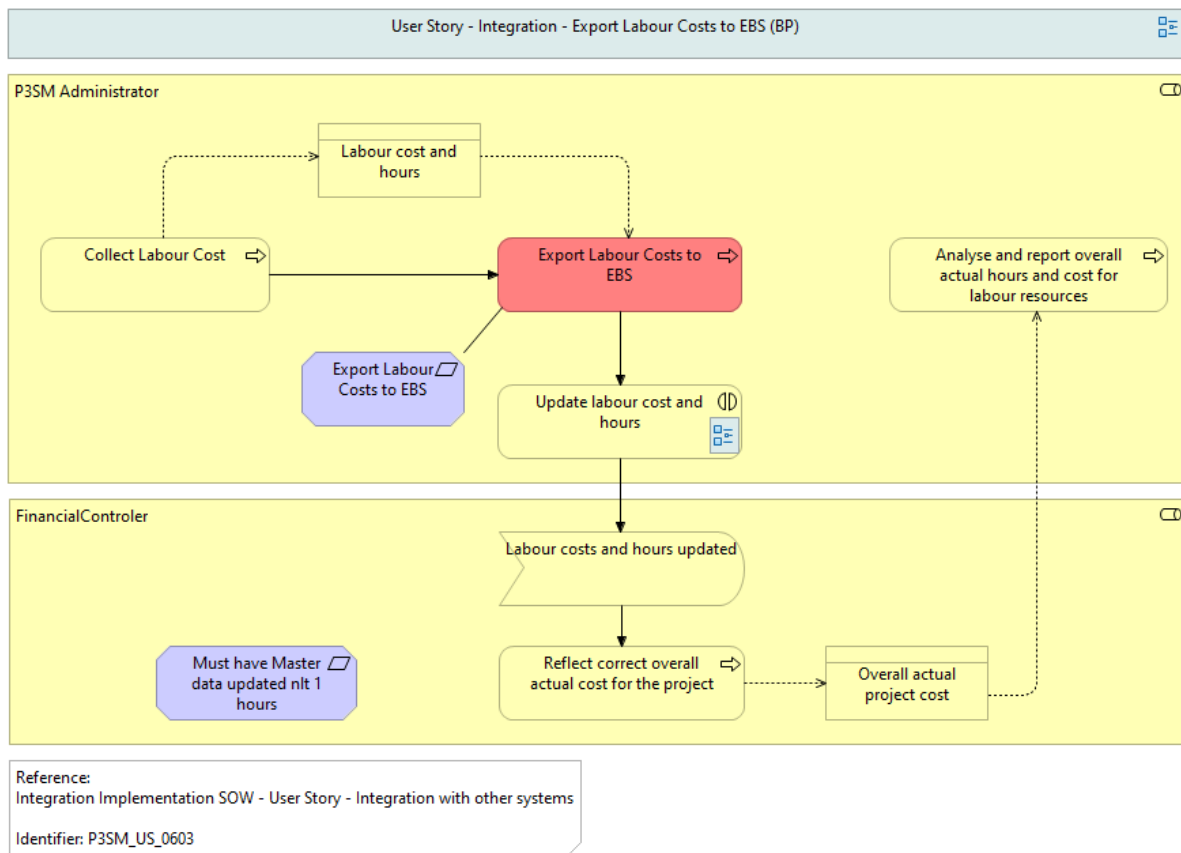 User Story - Integration - Export Labour Costs to EBS (BP)
P3SM Administrator
Labour cost and
hours
Collect Labour Cost
Export Labour Costs to
EBS
Analyse and report overall
actual hours and cost for
labour resources
Export Labour
Costs to EBS
Update labour cost and
hours
FinancialControler
Labour costs and hours updated
Must have Master
data updated nlt 1
hours
Reflect correct overall
actual cost for the project
Overall actual
project cost
Reference:
Integration Implementation SOW - User Story - Integration with other systems
Identifier: P3SM_US_0603